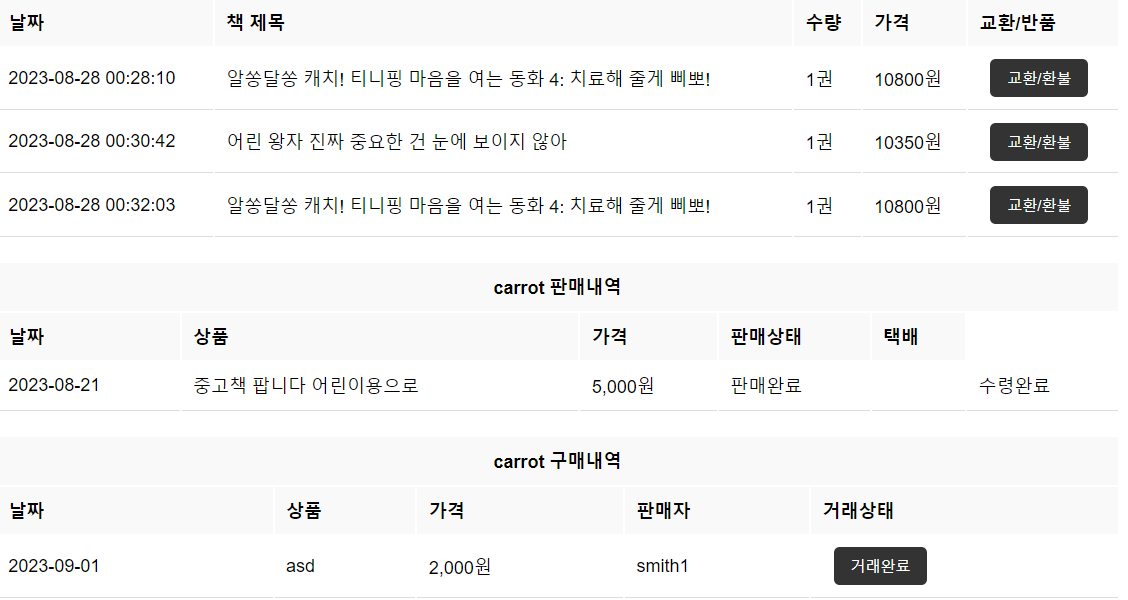 날짜 책 제목 수량 가격 교환/반품
2023-08-28 00:28:10 알쏭달쏭 캐치! 티니핑 마음을 여는 동화 4: 치료해 줄게 삐뽀! 1권 10800원 교환/환불
2023-08-28 00:30:42 어린 왕자 진짜 중요한 건 눈에 보이지 않아 1권 10350원 교환/환불
2023-08-28 00:32:03 알쏭달쏭 캐치! 티니핑 마음을 여는 동화 4: 치료해 줄게 삐뽀! 1권 10800원 교환/환불
carrot 판매내역
날짜 상품 가격 판매상태 택배
2023-08-21 중고책 팝니다 어린이용으로 5,000원 판매완료 수령완료
carrot 구매내역
날짜 상품 가격 판매자 거래상태
2023-09-01 asd 2,000원 smith1 거래완료